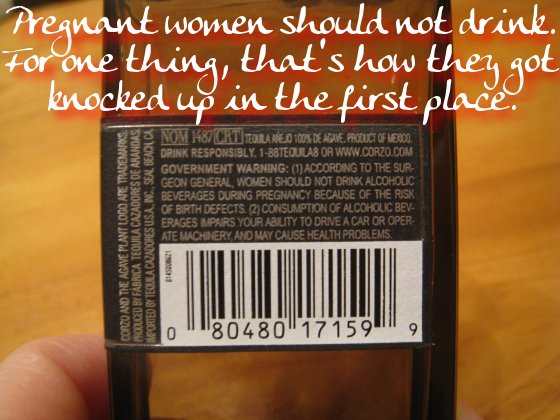 Pregnant women should not drink.
For one thing, that's how they got
knocked up in the first place.
NOM 1487 CRT TEQUILA AÑEJO 100% DE AGAVE. PRODUCT OF MEXICO.
DRINK RESPONSIBLY. 1-88TEQUILA8 OR WWW.CORZO.COM
GOVERNMENT WARNING: (1) ACCORDING TO THE SUR-
GEON GENERAL, WOMEN SHOULD NOT DRINK ALCOHOLIC
BEVERAGES DURING PREGNANCY BECAUSE OF THE RISK
OF BIRTH DEFECTS. (2) CONSUMPTION OF ALCOHOLIC BEV-
ERAGES IMPAIRS YOUR ABILITY TO DRIVE A CAR OR OPER-
ATE MACHINERY, AND MAY CAUSE HEALTH PROBLEMS.
CORZO AND THE AGAVE PLANT LOGO ARE TRADEMARKS
PRODUCED BY FABRICA TEQUILA CAZADORES DE ARANDAS,
IMPORTED BY TEQUILA CAZADORES U.S.A., INC., SEAL BEACH, CA
0 80480 17159 9